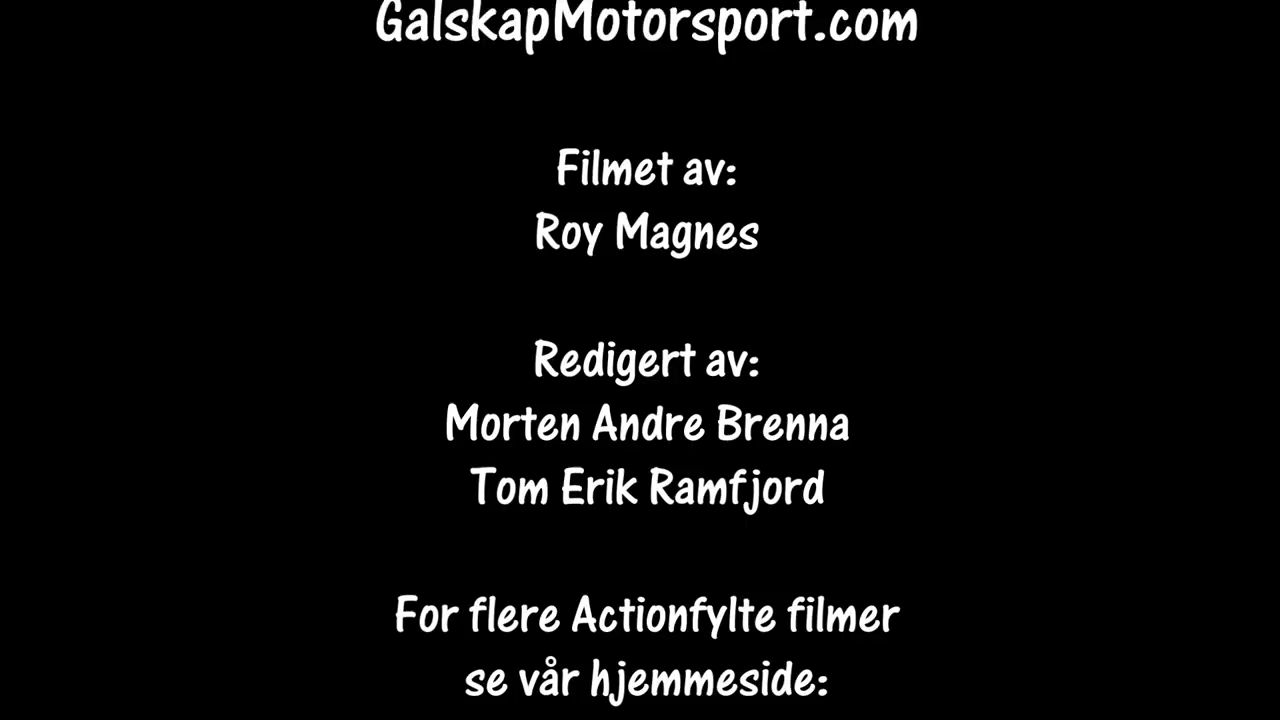 GalskapMotorsport.com
Filmet av:
Roy Magnes
Redigert av:
Morten Andre Brenna
Tom Erik Ramfjord
For flere Actionfylte filmer
se vår hjemmeside: